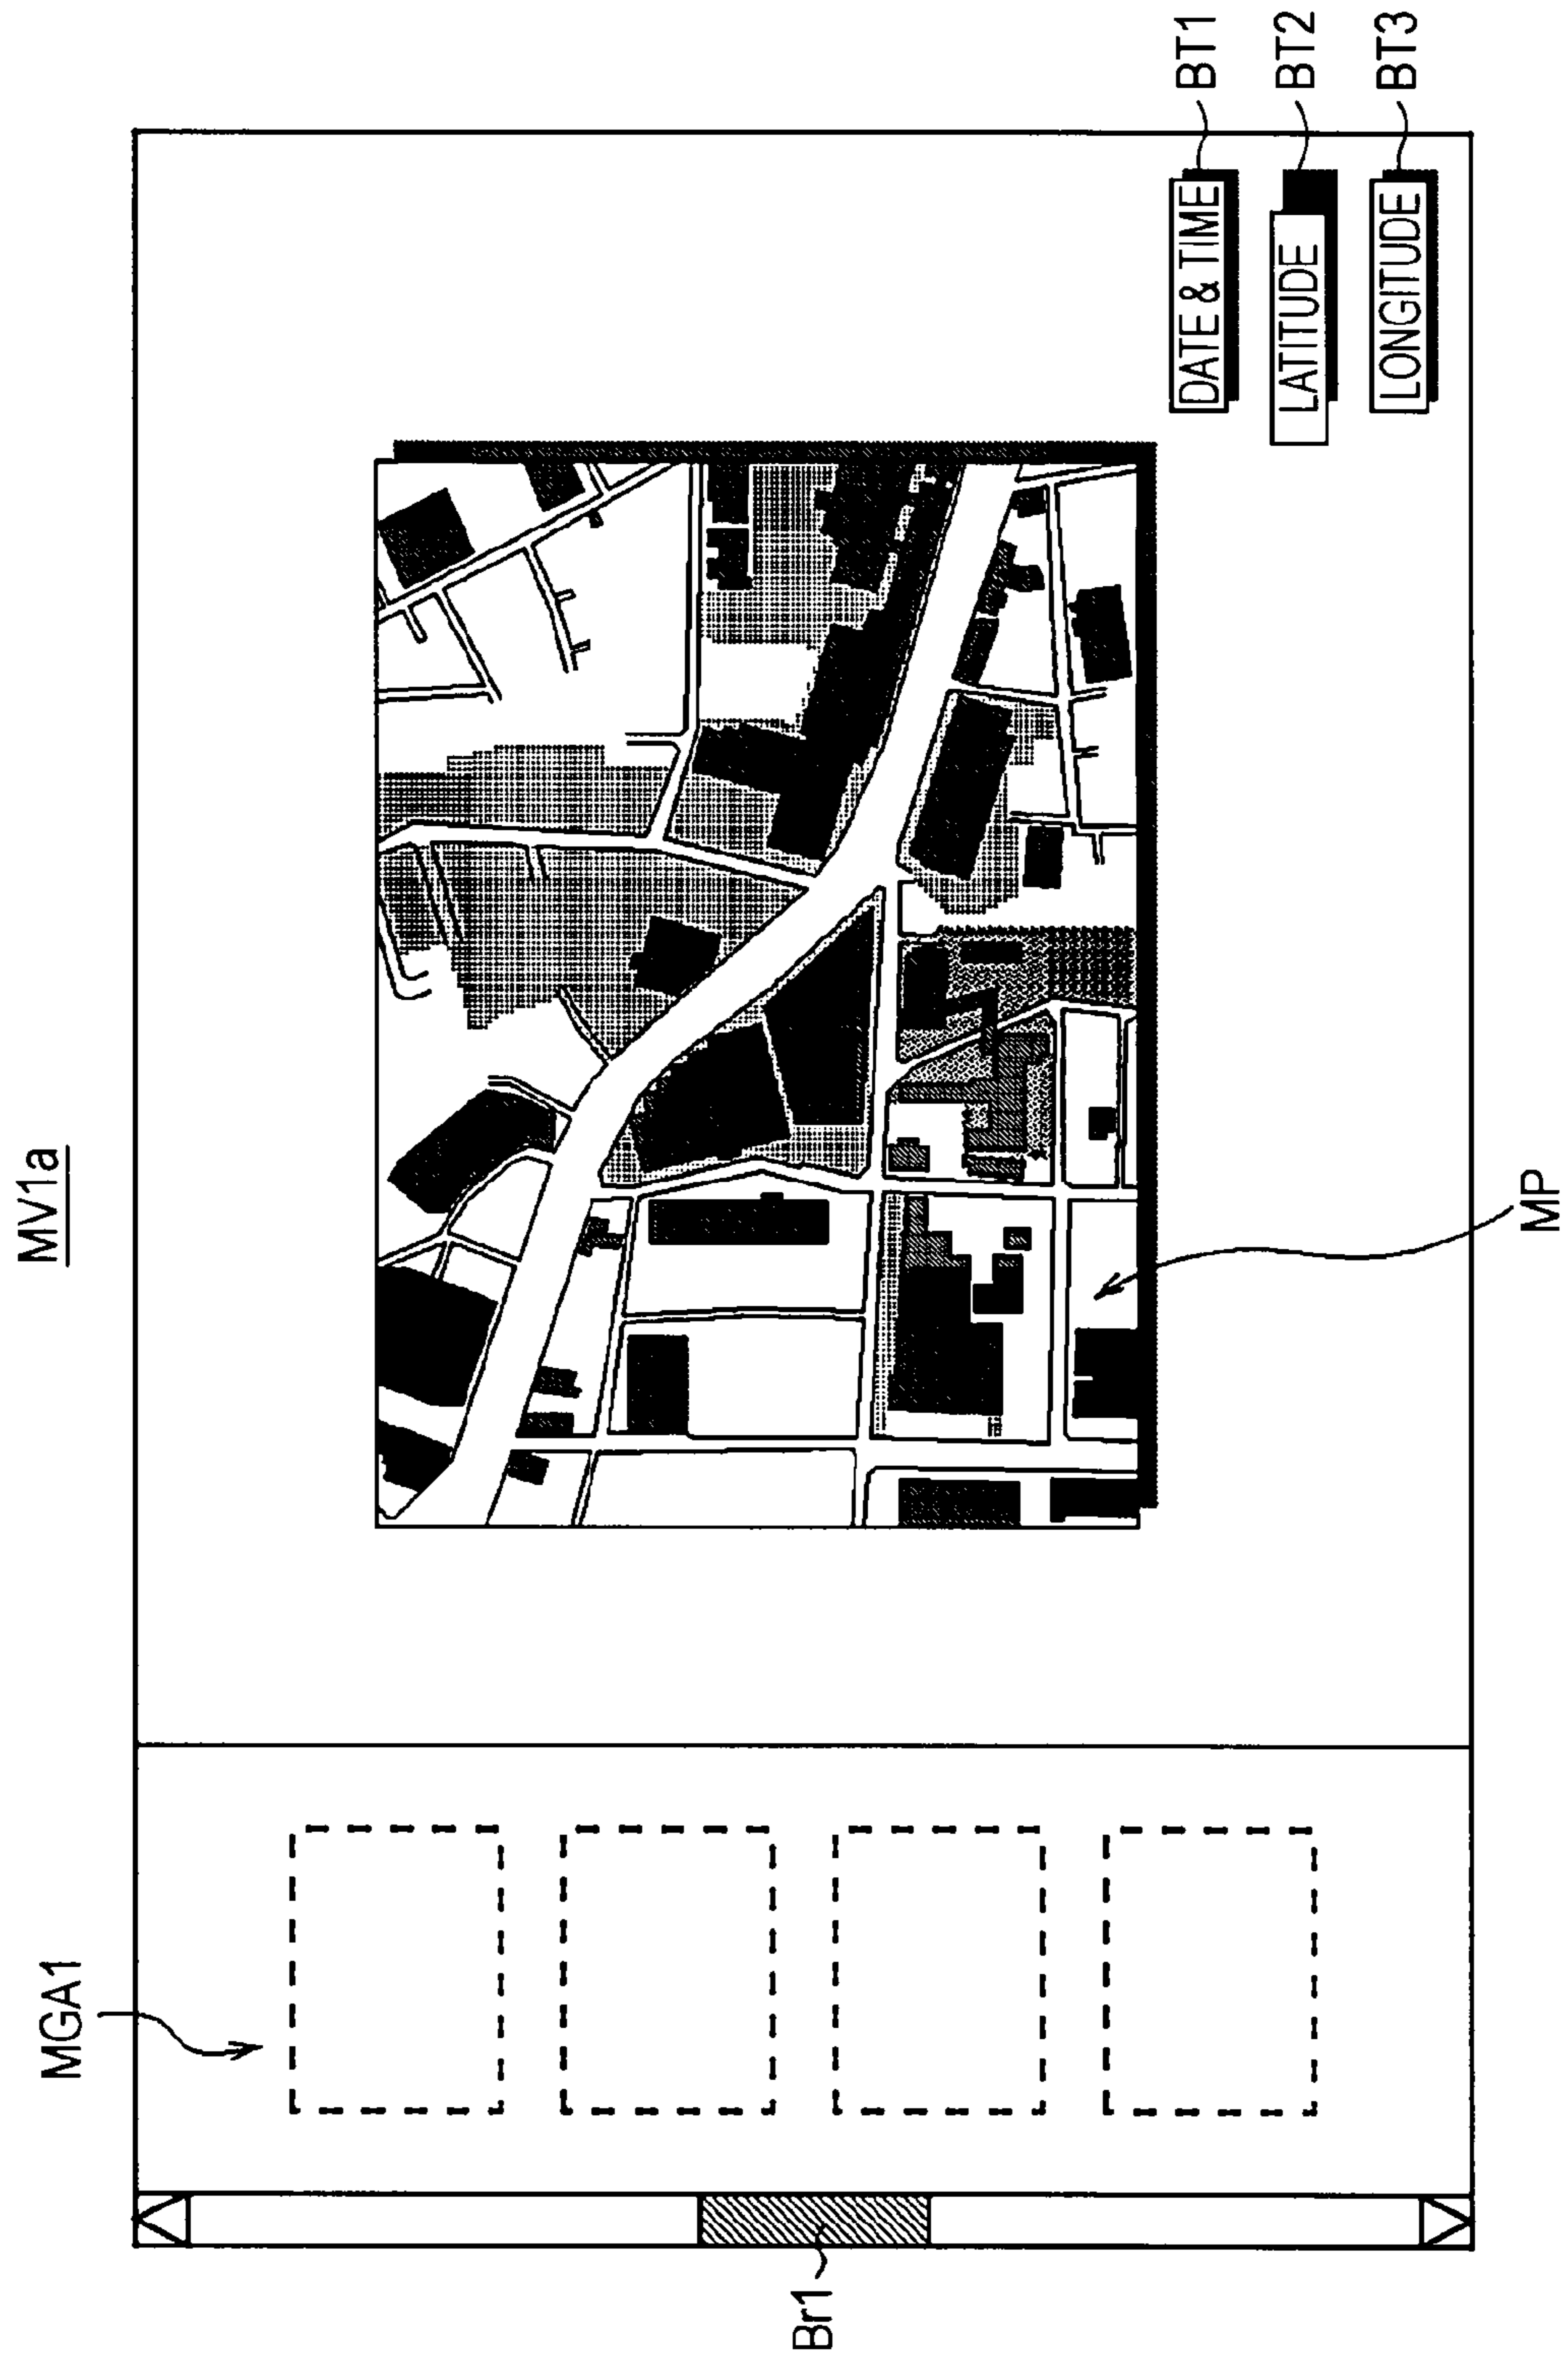 MV1a
MGA1
Br1
MP
DATE & TIME
BT1
LATITUDE
BT2
LONGITUDE
BT3